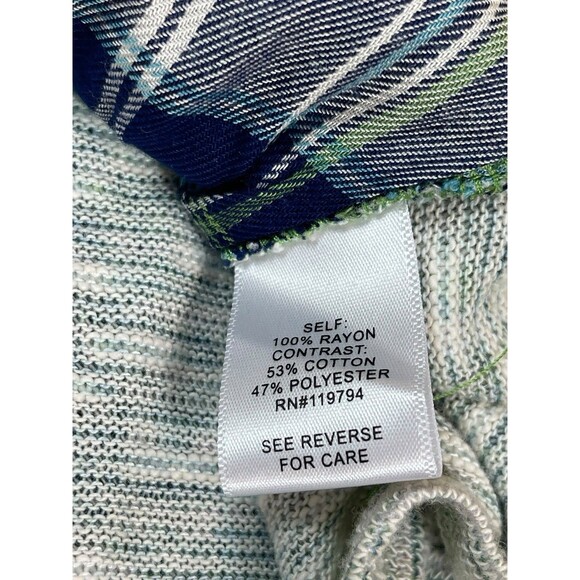 SELF:
100% RAYON
CONTRAST:
53% COTTON
47% POLYESTER
RN#119794
SEE REVERSE
FOR CARE